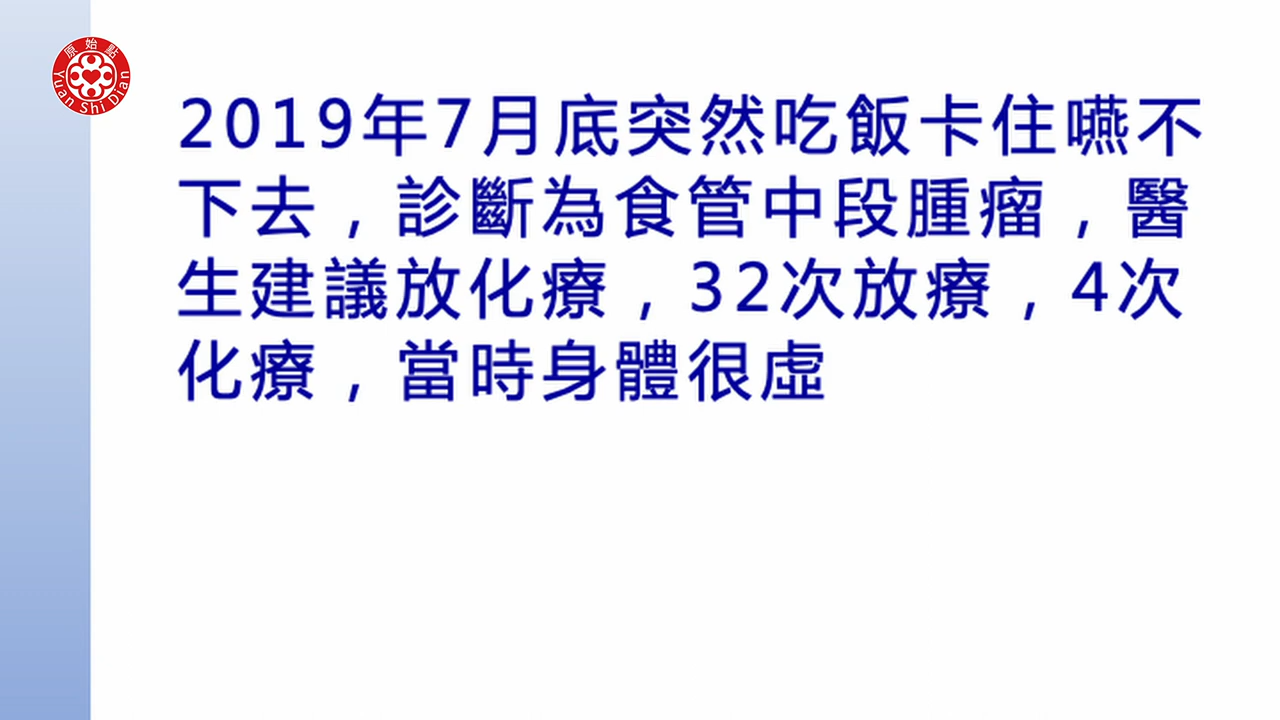 原始點
Yuan Shi Dian
2019年7月底突然吃飯卡住嚥不
下去，診斷為食管中段腫瘤，醫
生建議放化療，32次放療，4次
化療，當時身體很虛